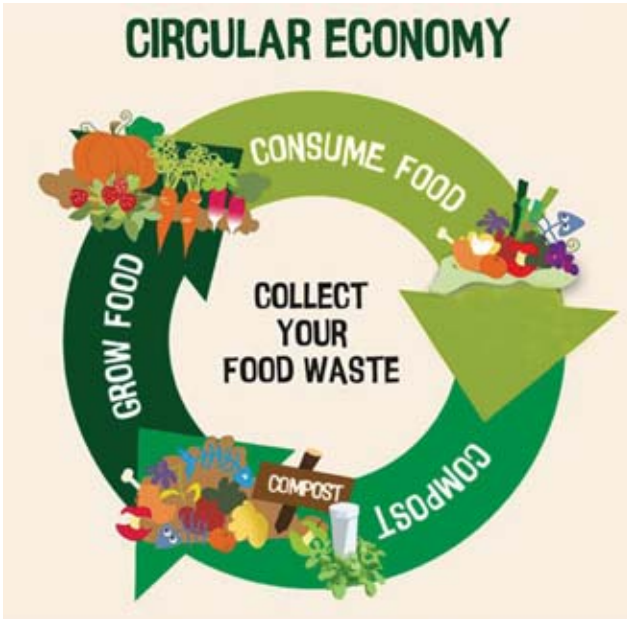 CIRCULAR ECONOMY
CONSUME FOOD
COLLECT
YOUR
FOOD WASTE
GROW FOOD
COMPOST
COMPOST